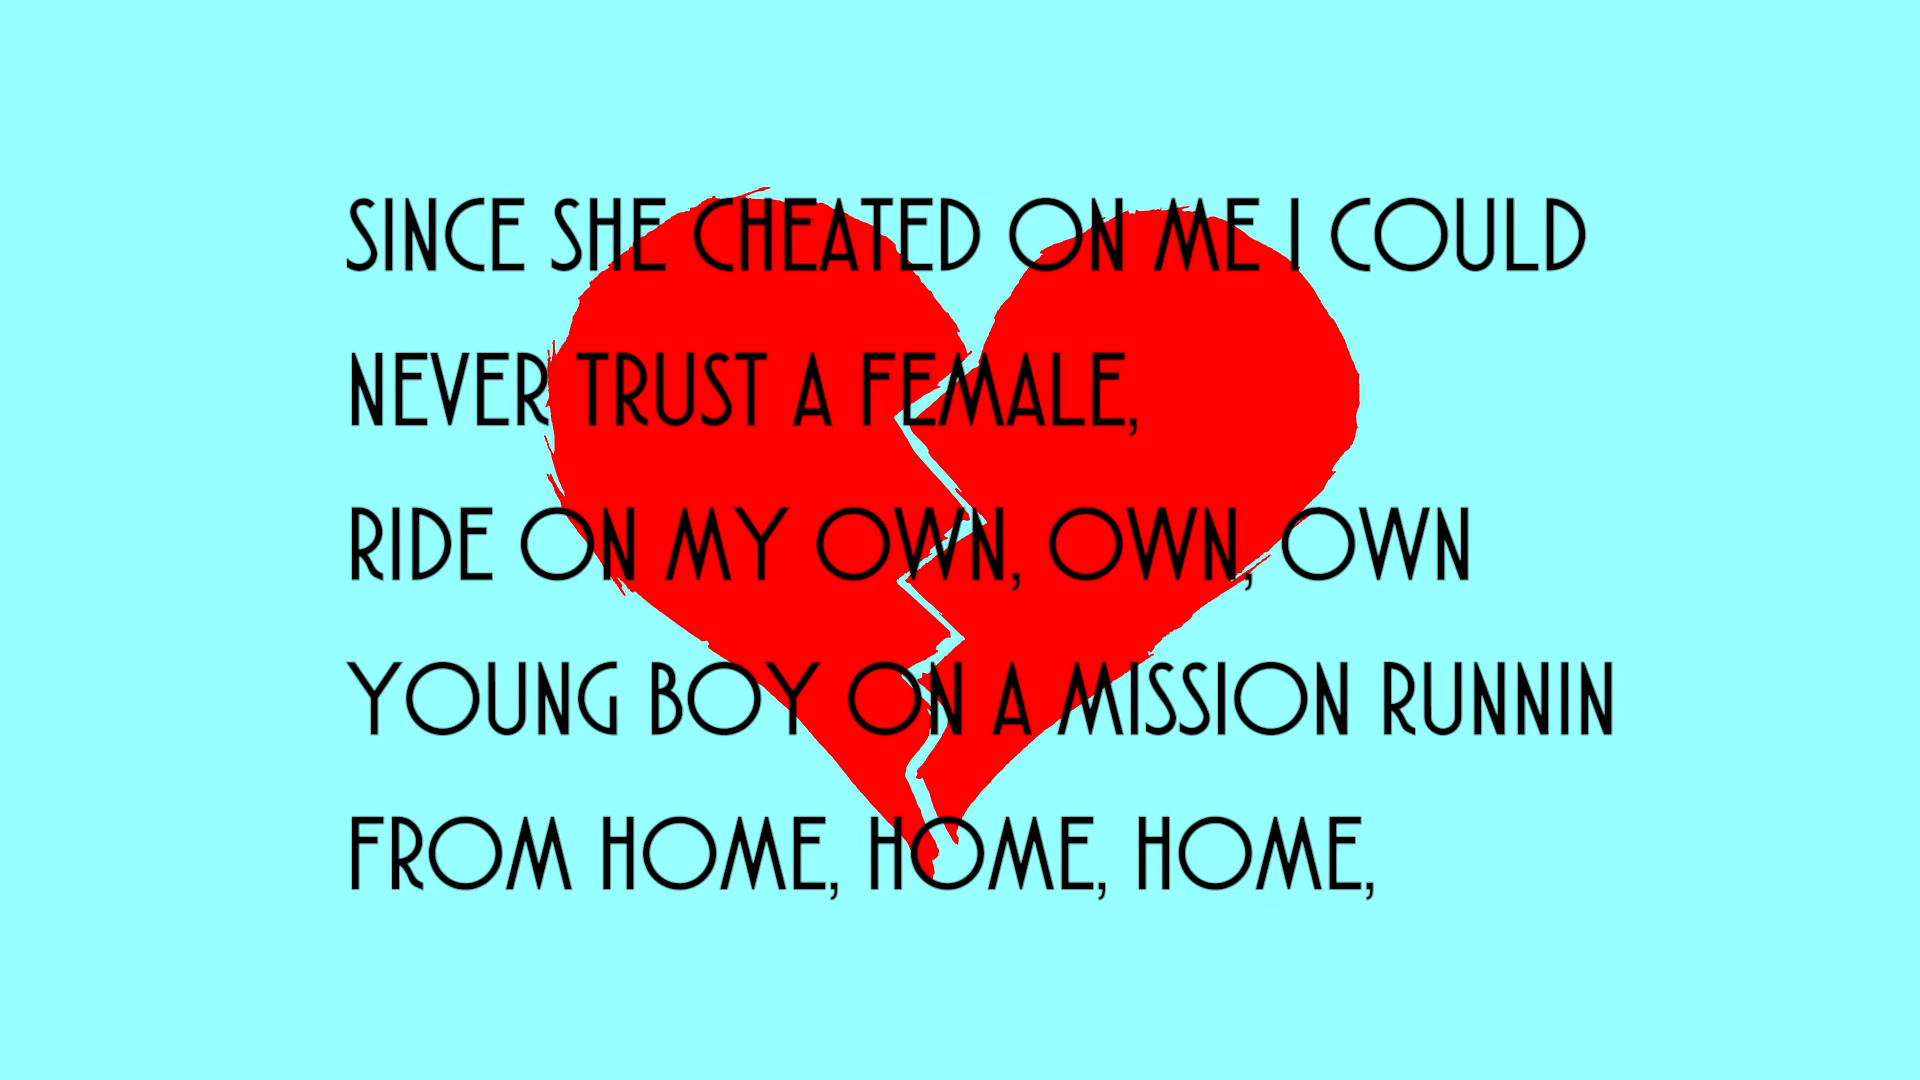 SINCE SHE CHEATED ON ME I COULD
NEVER TRUST A FEMALE,
RIDE ON MY OWN, OWN, OWN
YOUNG BOY ON A MISSION RUNNIN
FROM HOME, HOME, HOME,